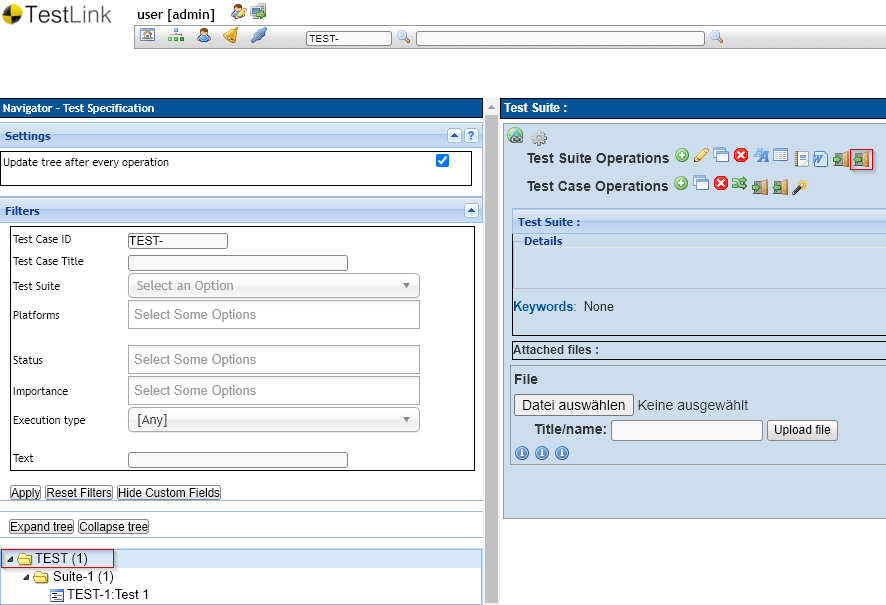 TestLink
user [admin]
TEST-
Navigator - Test Specification
Settings
?
Update tree after every operation
Filters
Test Case ID TEST-
Test Case Title
Test Suite Select an Option
Platforms Select Some Options
Status Select Some Options
Importance Select Some Options
Execution type [Any]
Text
Apply Reset Filters Hide Custom Fields
Expand tree Collapse tree
TEST (1)
Suite-1 (1)
TEST-1:Test 1
Test Suite :
Test Suite Operations
Test Case Operations
Test Suite :
Details
Keywords: None
Attached files :
File
Datei auswählen Keine ausgewählt
Title/name: Upload file